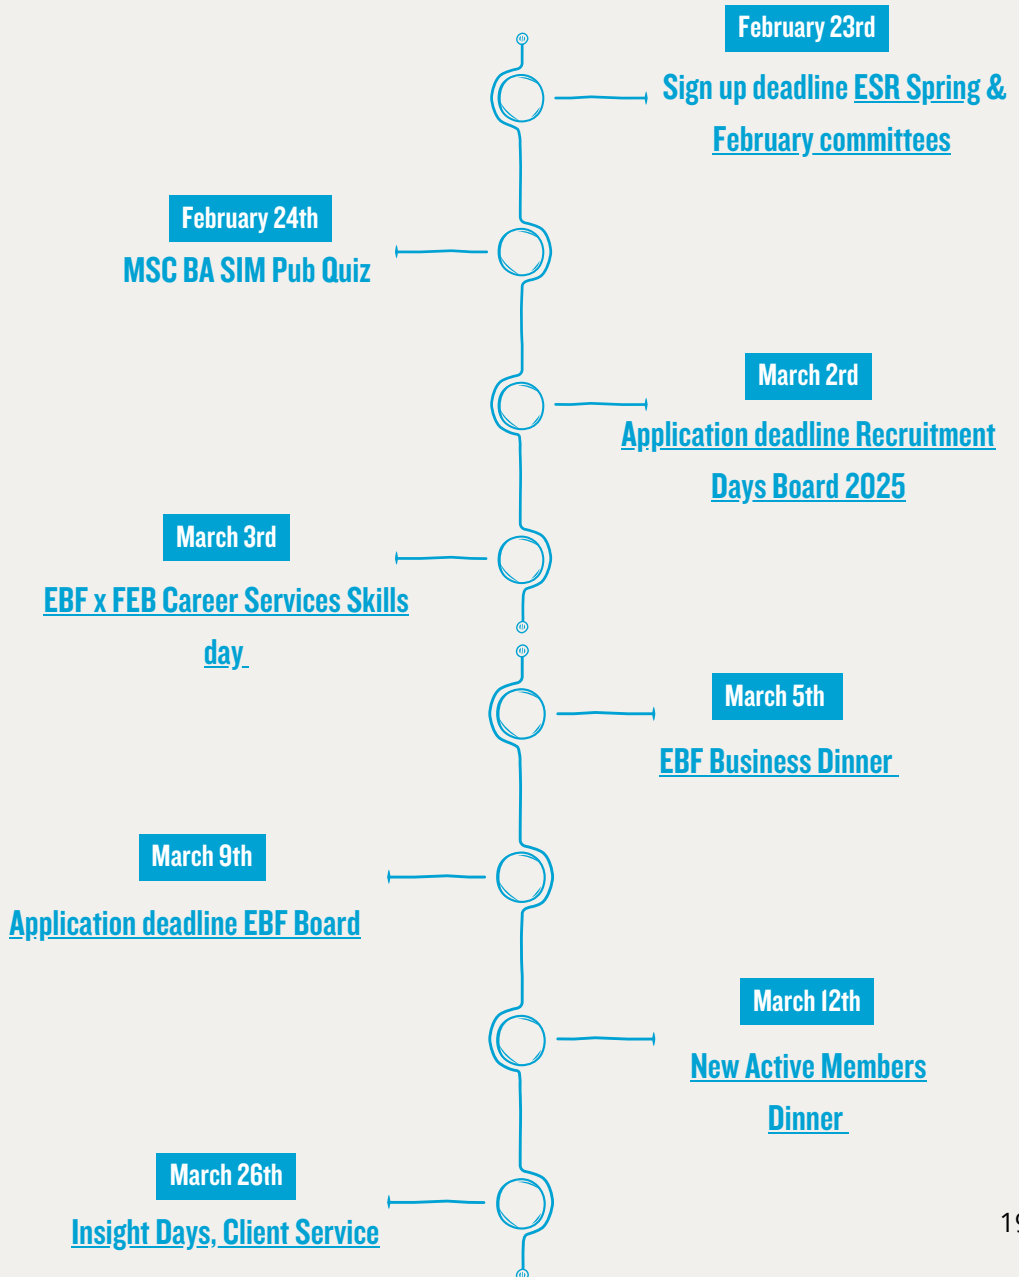 February 23rd
Sign up deadline ESR Spring &
February committees
February 24th
MSC BA SIM Pub Quiz
March 2rd
Application deadline Recruitment
Days Board 2025
March 3rd
EBF x FEB Career Services Skills
day
March 5th
EBF Business Dinner
March 9th
Application deadline EBF Board
March 12th
New Active Members
Dinner
March 26th
Insight Days, Client Service
19